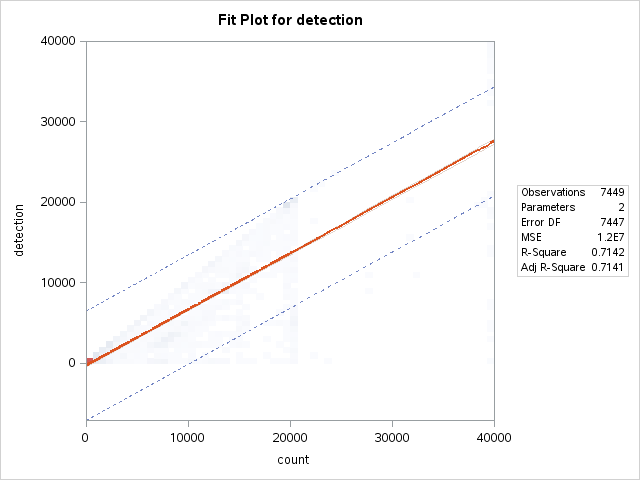 Fit Plot for detection
40000
30000
20000
10000
0
detection
0 10000 20000 30000 40000
count
Observations 7449
Parameters 2
Error DF 7447
MSE 1.2E7
R-Square 0.7142
Adj R-Square 0.7141